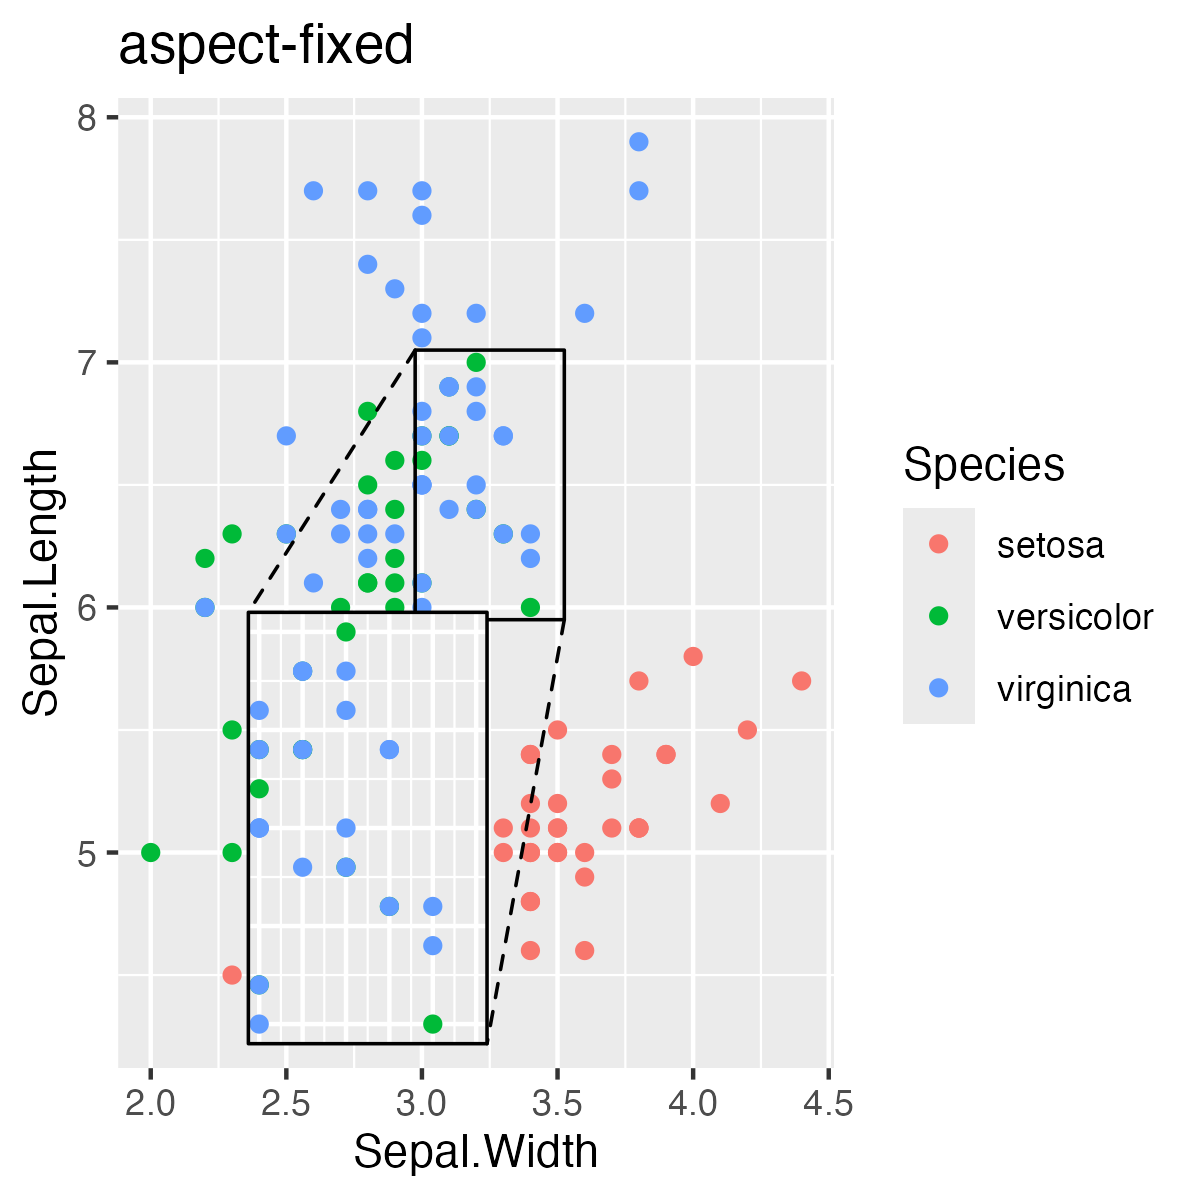 aspect-fixed
8
7
6
5
Sepal.Length
2.0 2.5 3.0 3.5 4.0 4.5
Sepal.Width
Species
setosa
versicolor
virginica